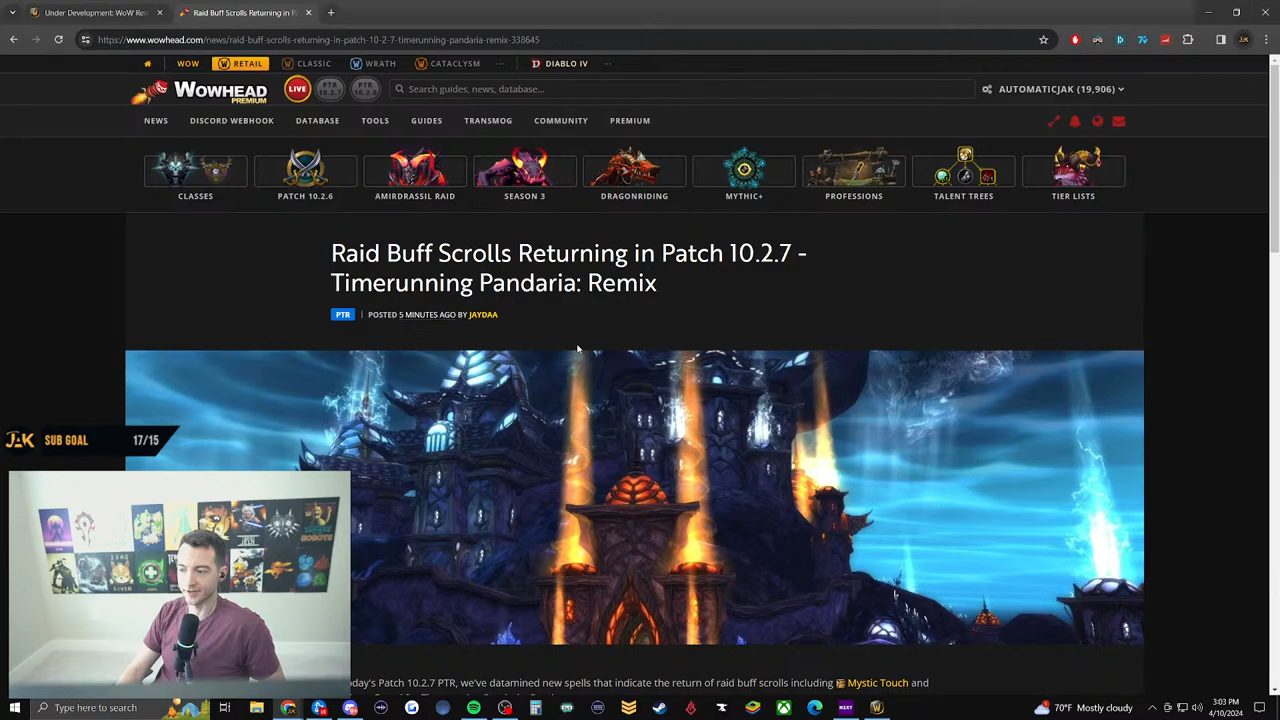 Under Development: WoW Rem
Raid Buff Scrolls Returning in P
https://www.wowhead.com/news/raid-buff-scrolls-returning-in-patch-10-2-7-timerunning-pandaria-remix-338645
WOW RETAIL CLASSIC WRATH CATACLYSM ... DIABLO IV ...
WOWHEAD PREMIUM LIVE PTR PTR Search guides, news, database... AUTOMATICJAK (19,906)
NEWS DISCORD WEBHOOK DATABASE TOOLS GUIDES TRANSMOG COMMUNITY PREMIUM
CLASSES PATCH 10.2.6 AMIRDRASSIL RAID SEASON 3 DRAGONRIDING MYTHIC+ PROFESSIONS TALENT TREES TIER LISTS
Raid Buff Scrolls Returning in Patch 10.2.7 -
Timerunning Pandaria: Remix
PTR | POSTED 5 MINUTES AGO BY JAYDAA
JAK SUB GOAL 17/15
day's Patch 10.2.7 PTR, we've datamined new spells that indicate the return of raid buff scrolls including Mystic Touch and
Type here to search
70°F Mostly cloudy
3:03 PM
4/10/2024